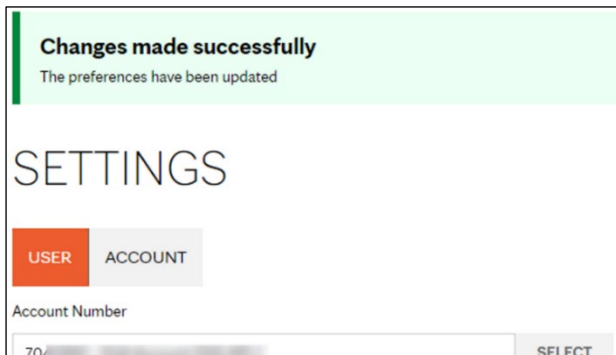 Changes made successfully
The preferences have been updated
SETTINGS
USER ACCOUNT
Account Number
SELECT